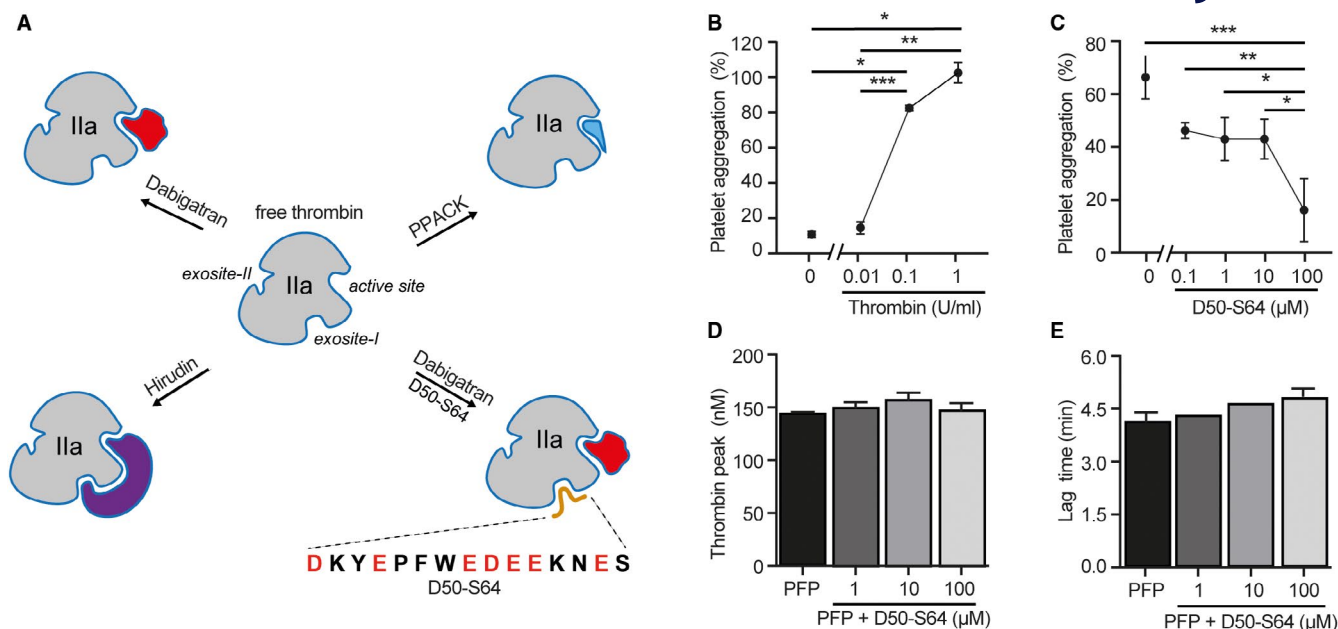 A
IIa
Dabigatran
IIa
PPACK
free thrombin
exosite-II
IIa
active site
exosite-I
Hirudin
IIa
Dabigatran
D50-S64
IIa
DKYEPFWEDEEKNES
D50-S64
B
Platelet aggregation (%)
120
100
80
60
40
20
0
*
**
*
***
0
0.01
0.1
1
Thrombin (U/ml)
C
Platelet aggregation (%)
80
60
40
20
0
***
**
*
*
0
0.1
1
10
100
D50-S64 (µM)
D
Thrombin peak (nM)
200
150
100
50
0
PFP
1
10
100
PFP + D50-S64 (µM)
E
Lag time (min)
6.0
4.5
3.0
1.5
0.0
PFP
1
10
100
PFP + D50-S64 (µM)